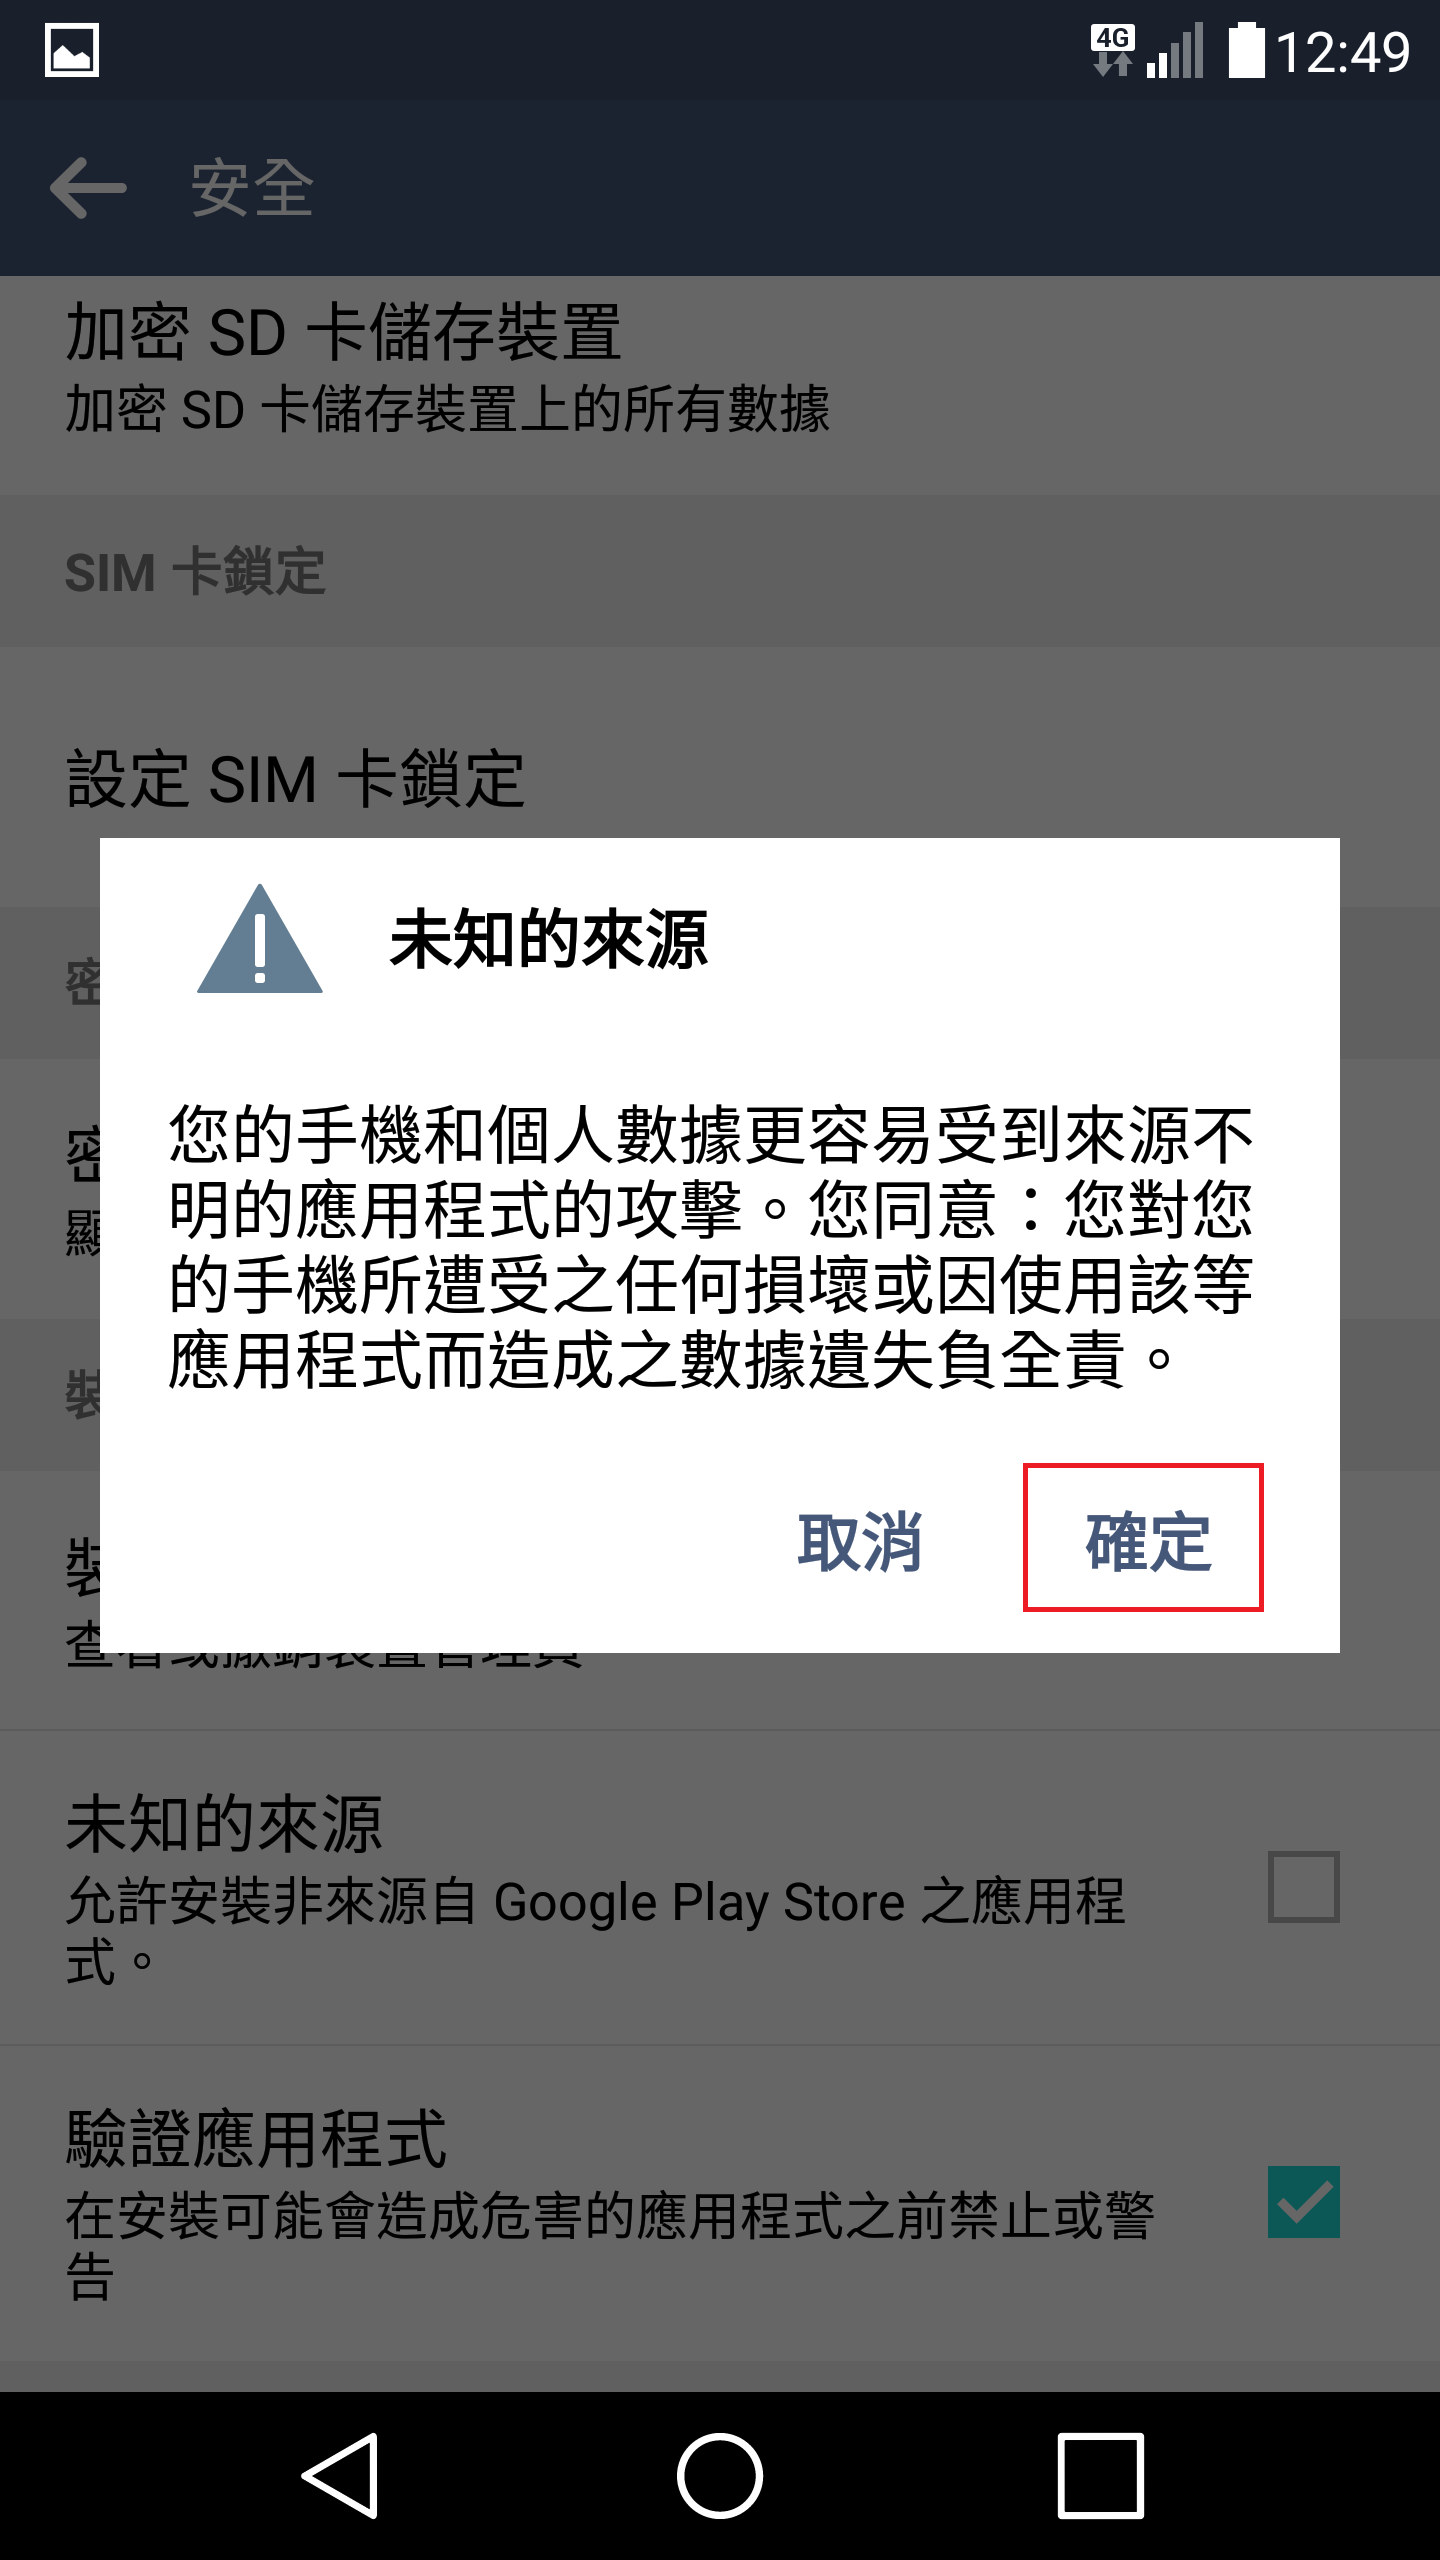 4G 12:49
安全
加密 SD 卡儲存裝置
加密 SD 卡儲存裝置上的所有數據
SIM 卡鎖定
設定 SIM 卡鎖定
未知的來源
您的手機和個人數據更容易受到來源不
明的應用程式的攻擊。您同意：您對您
的手機所遭受之任何損壞或因使用該等
應用程式而造成之數據遺失負全責。
取消 確定
未知的來源
允許安裝非來源自 Google Play Store 之應用程
式。
驗證應用程式
在安裝可能會造成危害的應用程式之前禁止或警
告